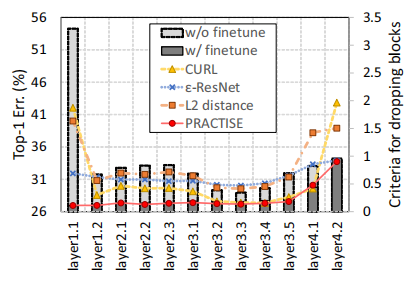 56
51
46
41
36
31
26
Top-1 Err. (%)
w/o finetune
w/ finetune
CURL
ε-ResNet
L2 distance
PRACTISE
3.5
3
2.5
2
1.5
1
0.5
0
Criteria for dropping blocks
layer1.1
layer1.2
layer2.1
layer2.2
layer2.3
layer3.1
layer3.2
layer3.3
layer3.4
layer3.5
layer4.1
layer4.2